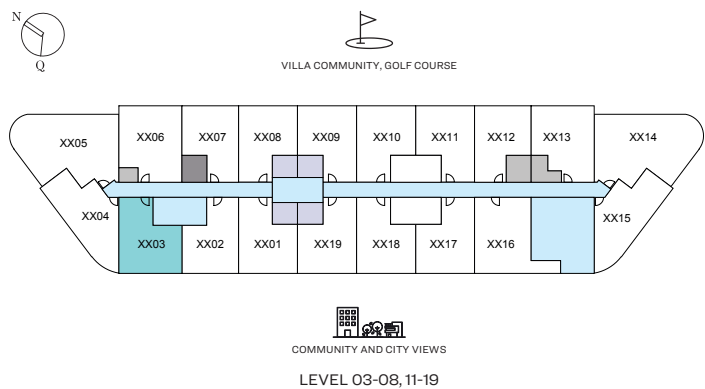 N
Q
VILLA COMMUNITY, GOLF COURSE
XX05 XX06 XX07 XX08 XX09 XX10 XX11 XX12 XX13 XX14
XX04 XX03 XX02 XX01 XX19 XX18 XX17 XX16 XX15
COMMUNITY AND CITY VIEWS
LEVEL 03-08, 11-19